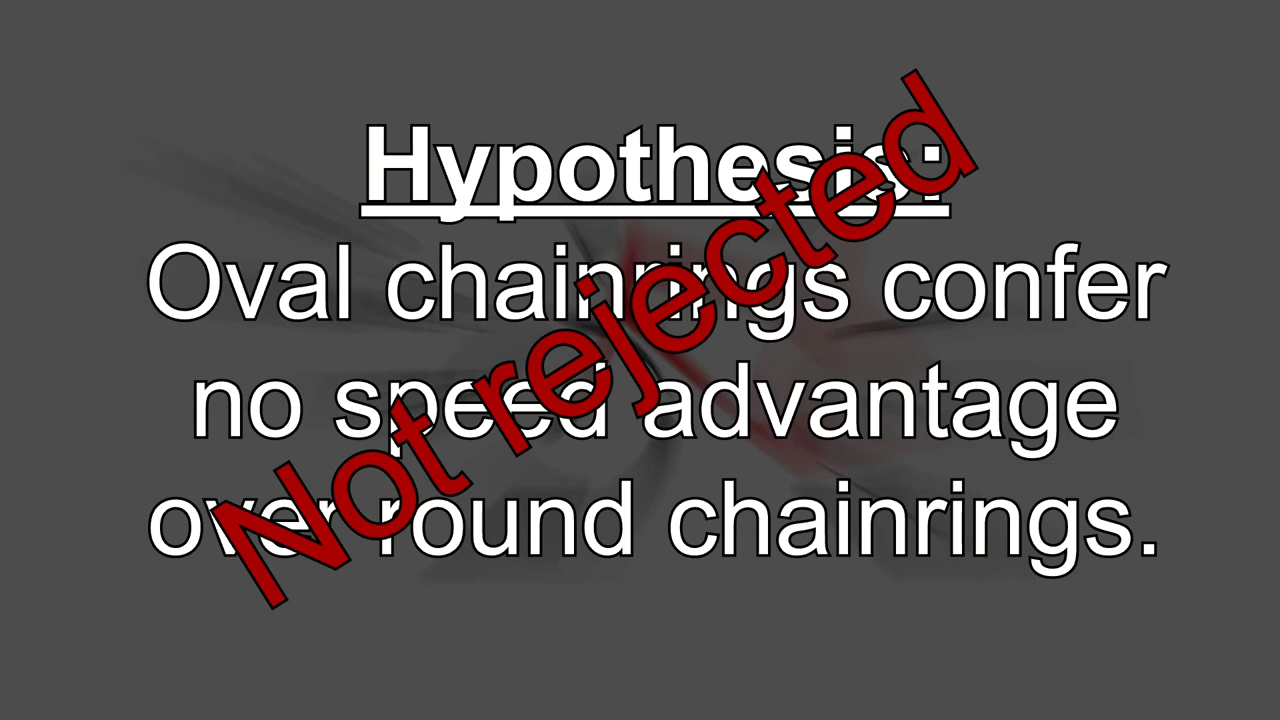 Hypothesis:
Oval chainrings confer
no speed advantage
over round chainrings.
Not rejected